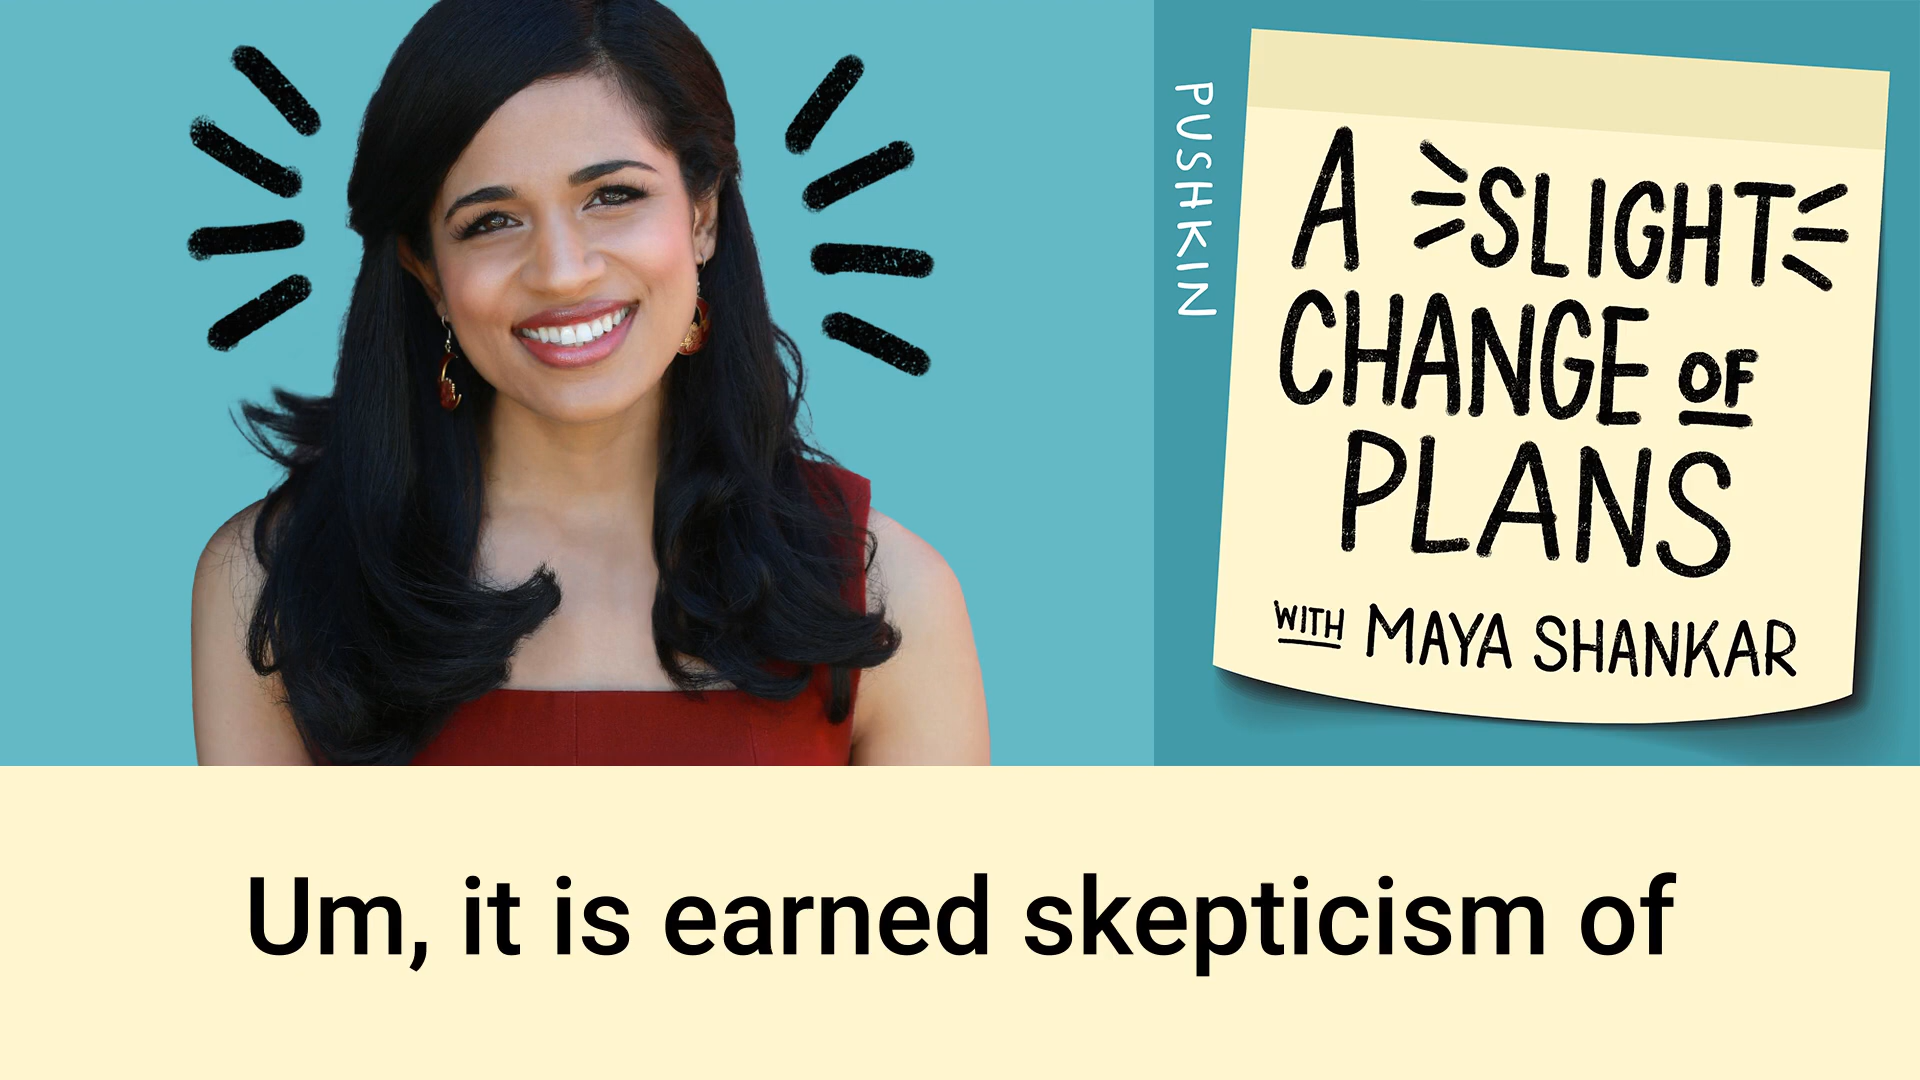 PUSHKIN
A SLIGHT
CHANGE OF
PLANS
WITH MAYA SHANKAR
Um, it is earned skepticism of